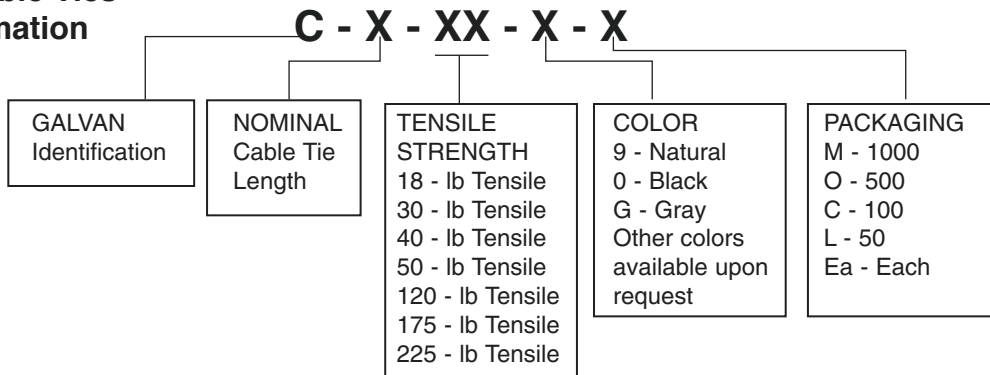 C - X - XX - X - X
GALVAN
Identification
NOMINAL
Cable Tie
Length
TENSILE
STRENGTH
18 - lb Tensile
30 - lb Tensile
40 - lb Tensile
50 - lb Tensile
120 - lb Tensile
175 - lb Tensile
225 - lb Tensile
COLOR
9 - Natural
0 - Black
G - Gray
Other colors
available upon
request
PACKAGING
M - 1000
O - 500
C - 100
L - 50
Ea - Each